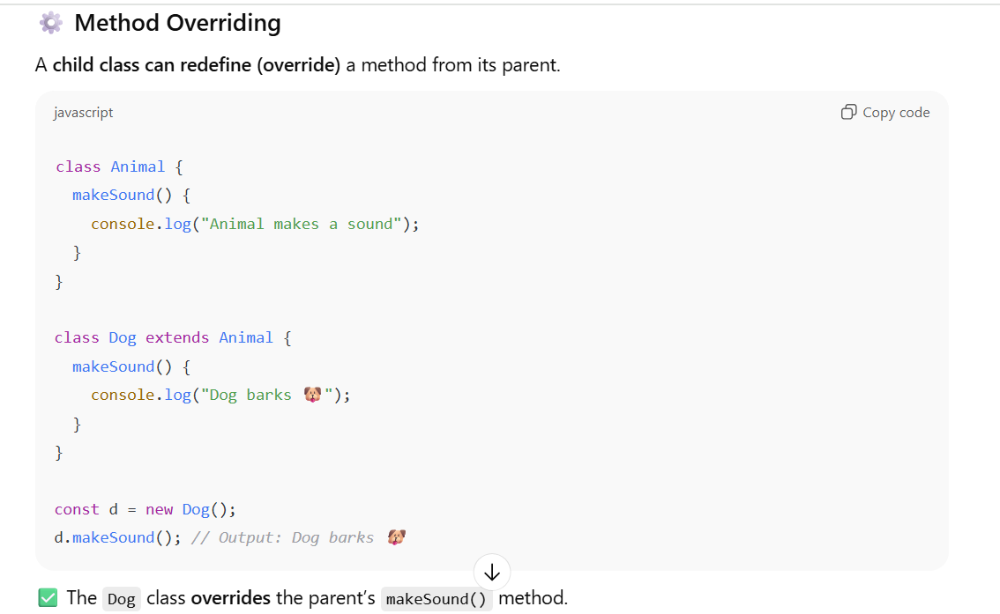 ⚙️ Method Overriding
A child class can redefine (override) a method from its parent.
javascript
Copy code
class Animal {
  makeSound() {
    console.log("Animal makes a sound");
  }
}
class Dog extends Animal {
  makeSound() {
    console.log("Dog barks 🐶");
  }
}
const d = new Dog();
d.makeSound(); // Output: Dog barks 🐶
✅ The Dog class overrides the parent’s makeSound() method.